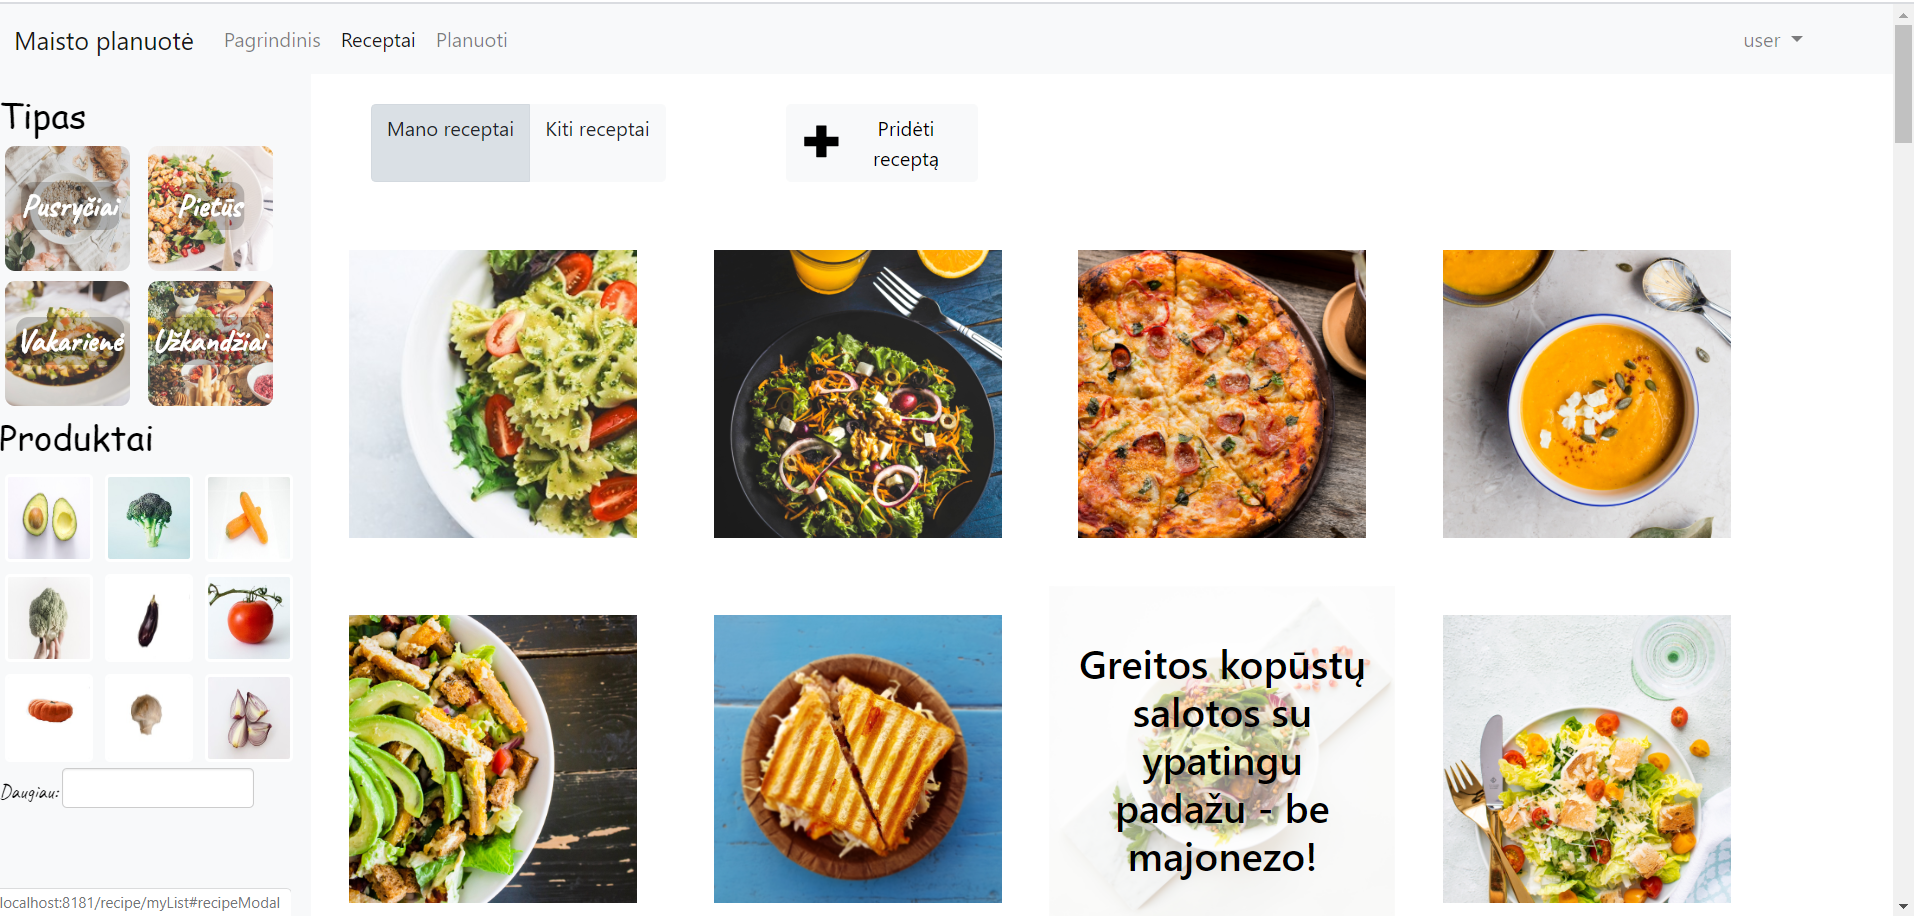 Maisto planuotė Pagrindinis Receptai Planuoti user
Tipas
Mano receptai Kiti receptai
Pridėti
receptą
Pusryčiai Pietūs
Vakarienė Užkandžiai
Produktai
Daugiau:
Greitos kopūstų
salotos su
ypatingu
padažu - be
majonezo!
localhost:8181/recipe/myList#recipeModal